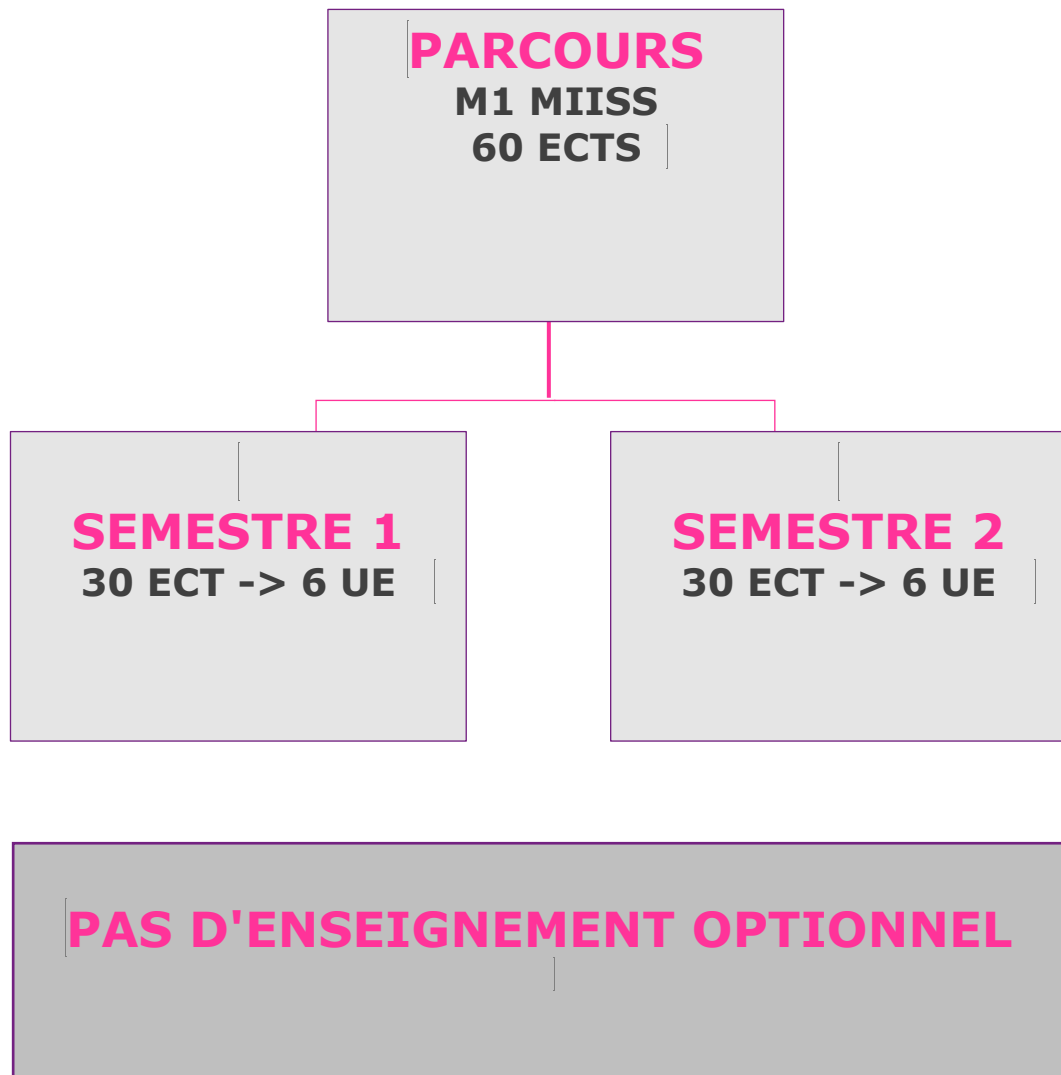 PARCOURS
M1 MIISS
60 ECTS
SEMESTRE 1
30 ECT -> 6 UE
SEMESTRE 2
30 ECT -> 6 UE
PAS D'ENSEIGNEMENT OPTIONNEL